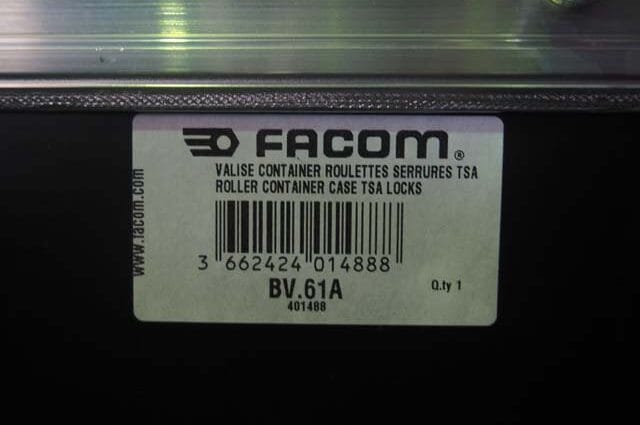 FACOM®
VALISE CONTAINER ROULETTES SERRURES TSA
ROLLER CONTAINER CASE TSA LOCKS
www.facom.com
3 662424 014888
BV.61A
Q.ty 1
401488